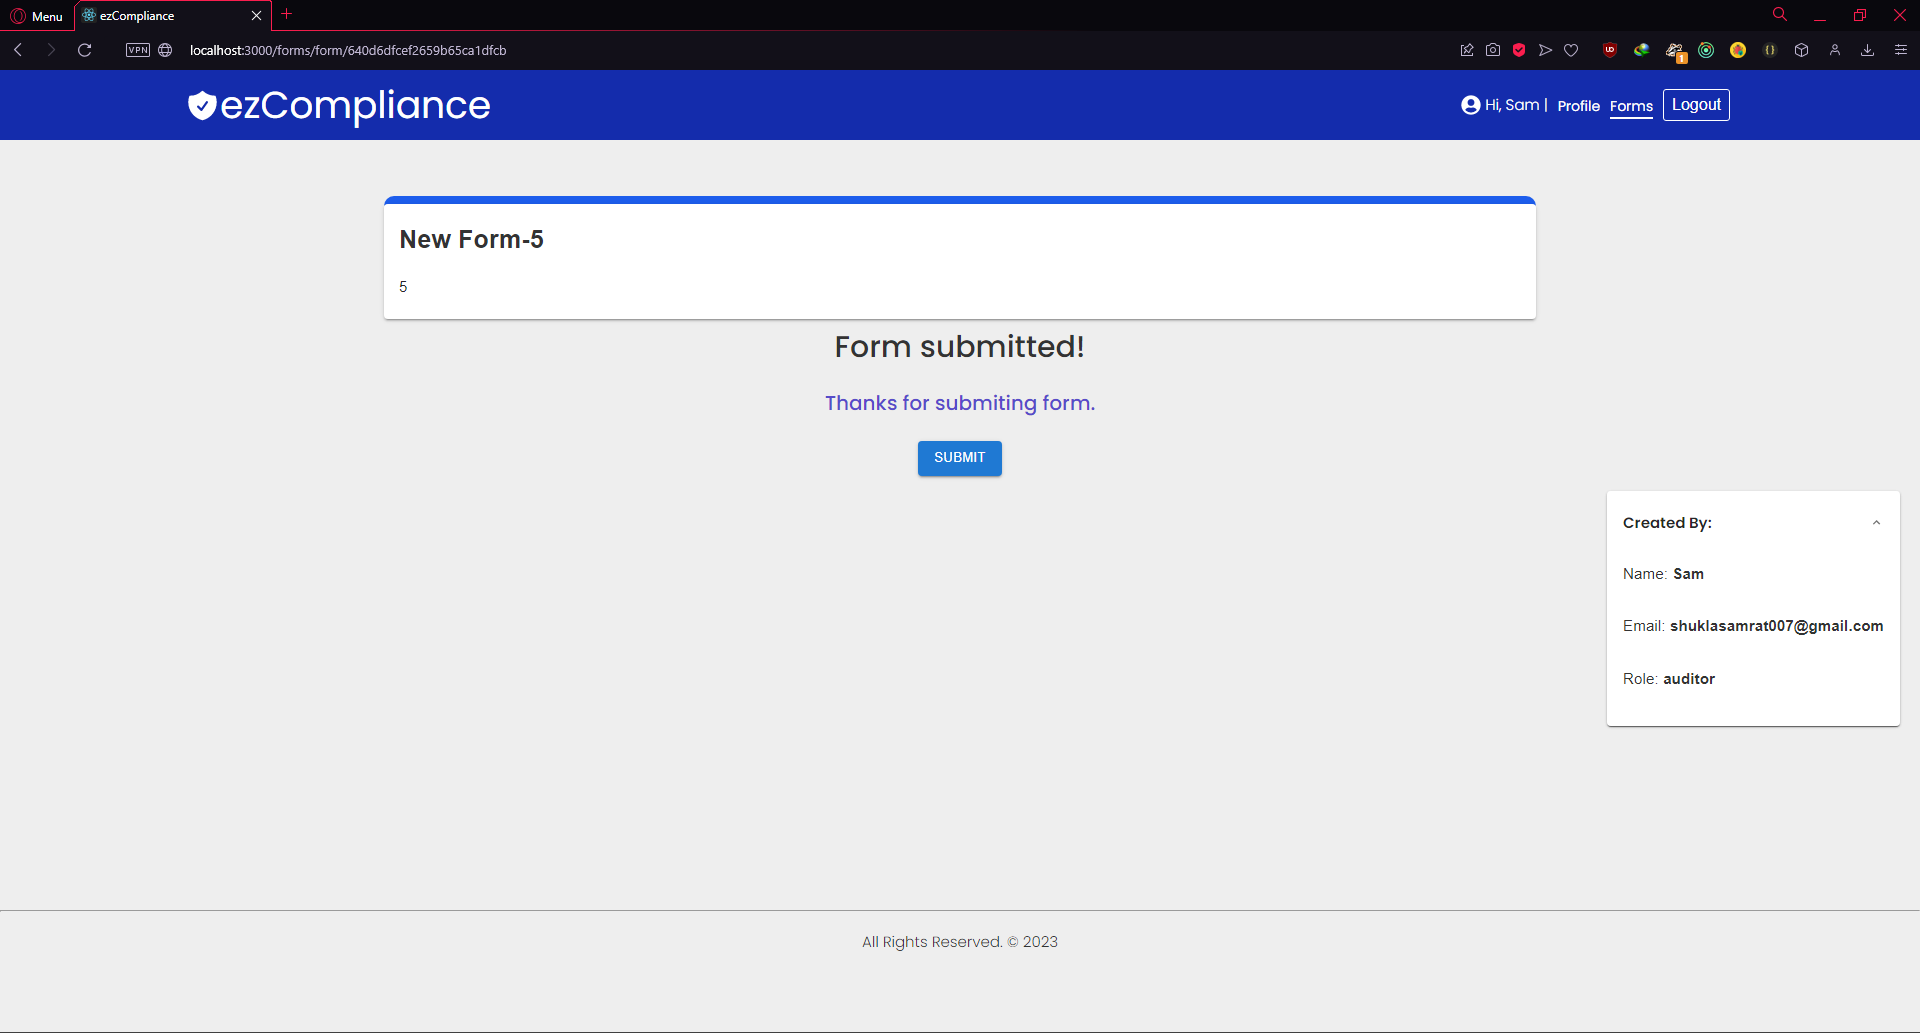 Menu
ezCompliance
VPN
localhost:3000/forms/form/640d6dfcef2659b65ca1dfcb
1
ezCompliance
Hi, Sam |
Profile
Forms
Logout
New Form-5
5
Form submitted!
Thanks for submiting form.
SUBMIT
Created By:
Name: Sam
Email: shuklasamrat007@gmail.com
Role: auditor
All Rights Reserved. © 2023